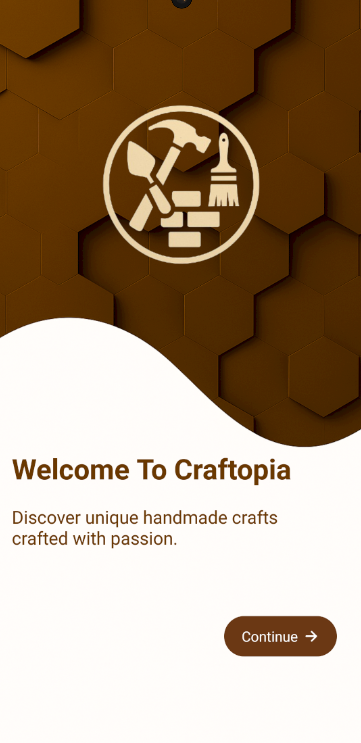 Welcome To Craftopia
Discover unique handmade crafts
crafted with passion.
Continue →